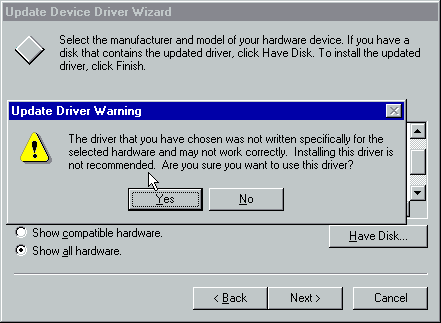 Update Device Driver Wizard
Select the manufacturer and model of your hardware device. If you have a
disk that contains the updated driver, click Have Disk. To install the updated
driver, click Finish.
Update Driver Warning
The driver that you have chosen was not written specifically for the
selected hardware and may not work correctly. Installing this driver is
not recommended. Are you sure you want to use this driver?
Yes
No
Show compatible hardware.
Show all hardware.
Have Disk...
< Back
Next >
Cancel